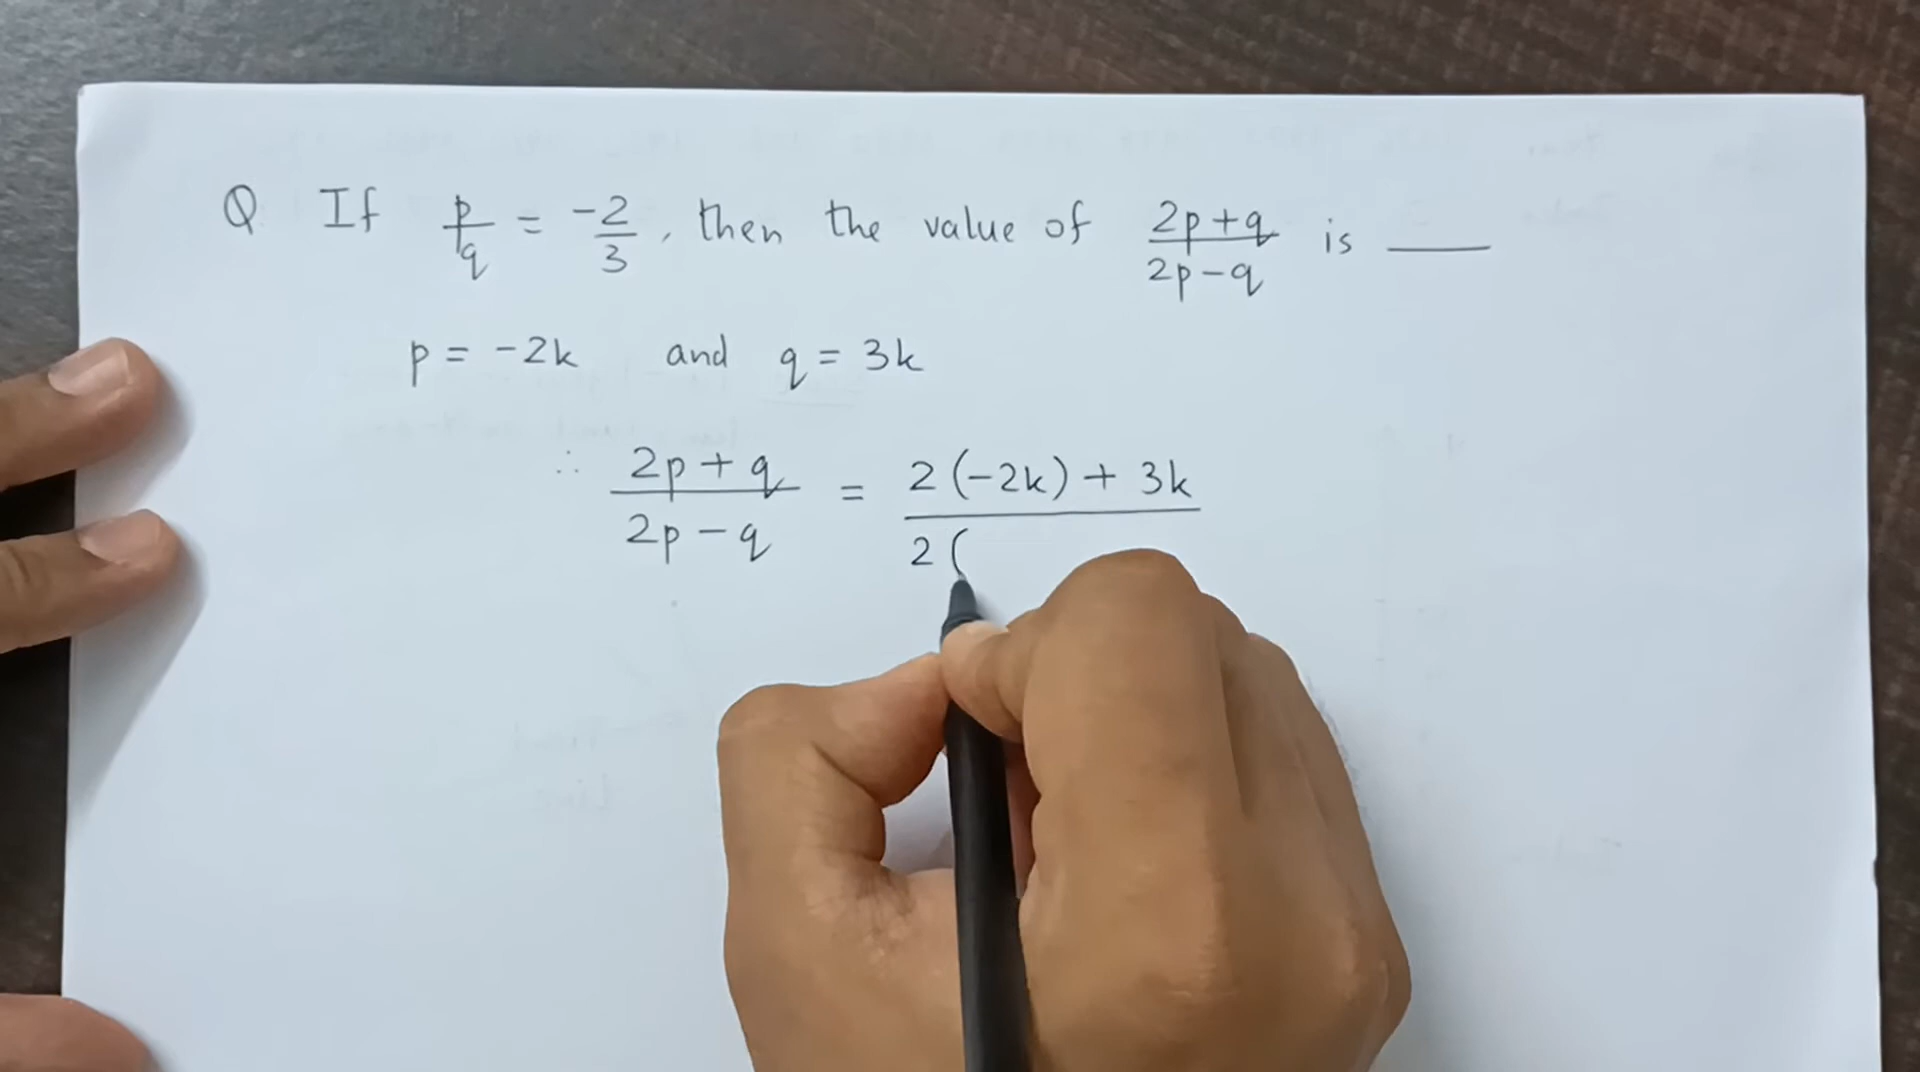 Q If p/q = -2/3, then the value of 2p+q/2p-q is ____
p = -2k and q = 3k
∴ 2p+q/2p-q = 2(-2k)+3k/2(